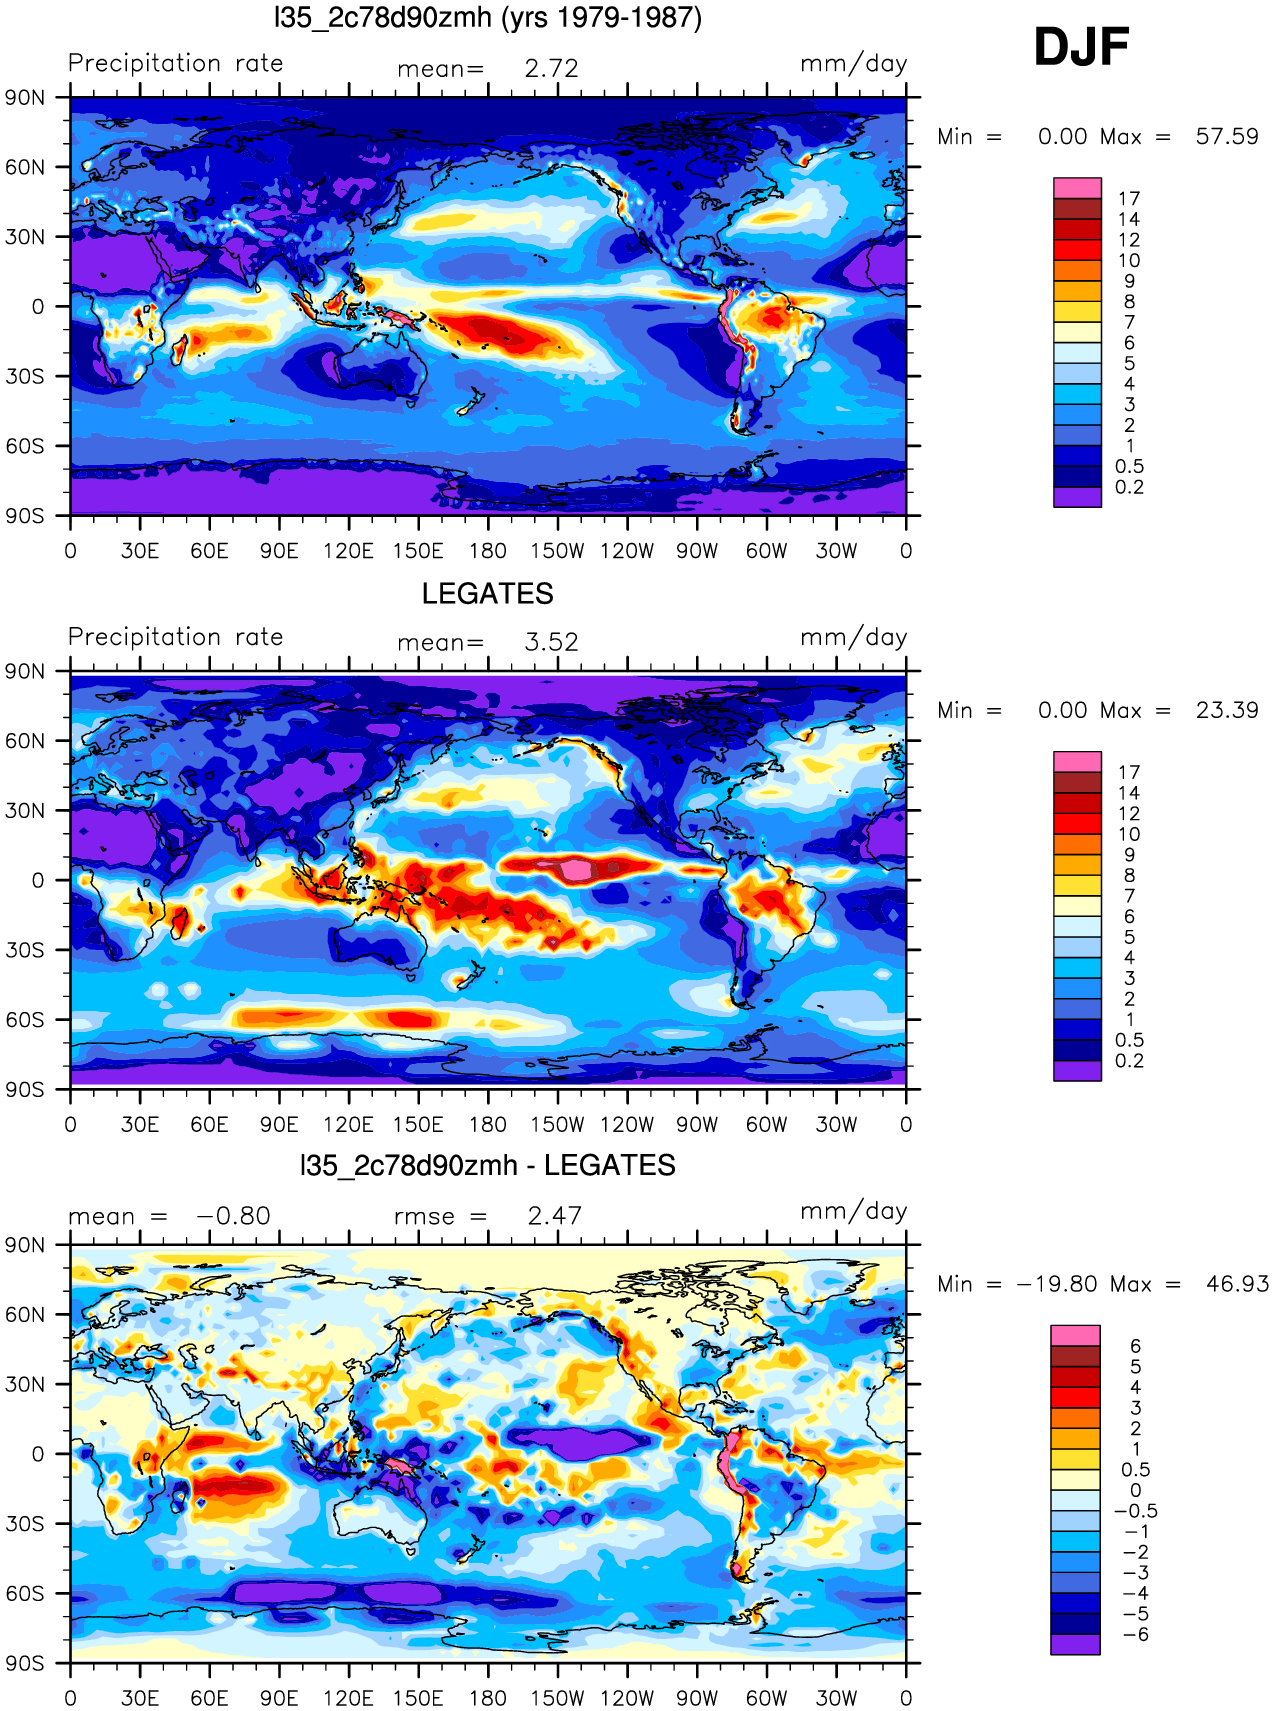 l35_2c78d90zmh (yrs 1979-1987)
DJF
Precipitation rate mean= 2.72 mm/day
Min = 0.00 Max = 57.59
90N
60N
30N
0
30S
60S
90S
0 30E 60E 90E 120E 150E 180 150W 120W 90W 60W 30W 0
17
14
12
10
9
8
7
6
5
4
3
2
1
0.5
0.2
LEGATES
Precipitation rate mean= 3.52 mm/day
Min = 0.00 Max = 23.39
90N
60N
30N
0
30S
60S
90S
0 30E 60E 90E 120E 150E 180 150W 120W 90W 60W 30W 0
17
14
12
10
9
8
7
6
5
4
3
2
1
0.5
0.2
l35_2c78d90zmh - LEGATES
mean = −0.80 rmse = 2.47 mm/day
Min = −19.80 Max = 46.93
90N
60N
30N
0
30S
60S
90S
0 30E 60E 90E 120E 150E 180 150W 120W 90W 60W 30W 0
6
5
4
3
2
1
0.5
0
−0.5
−1
−2
−3
−4
−5
−6